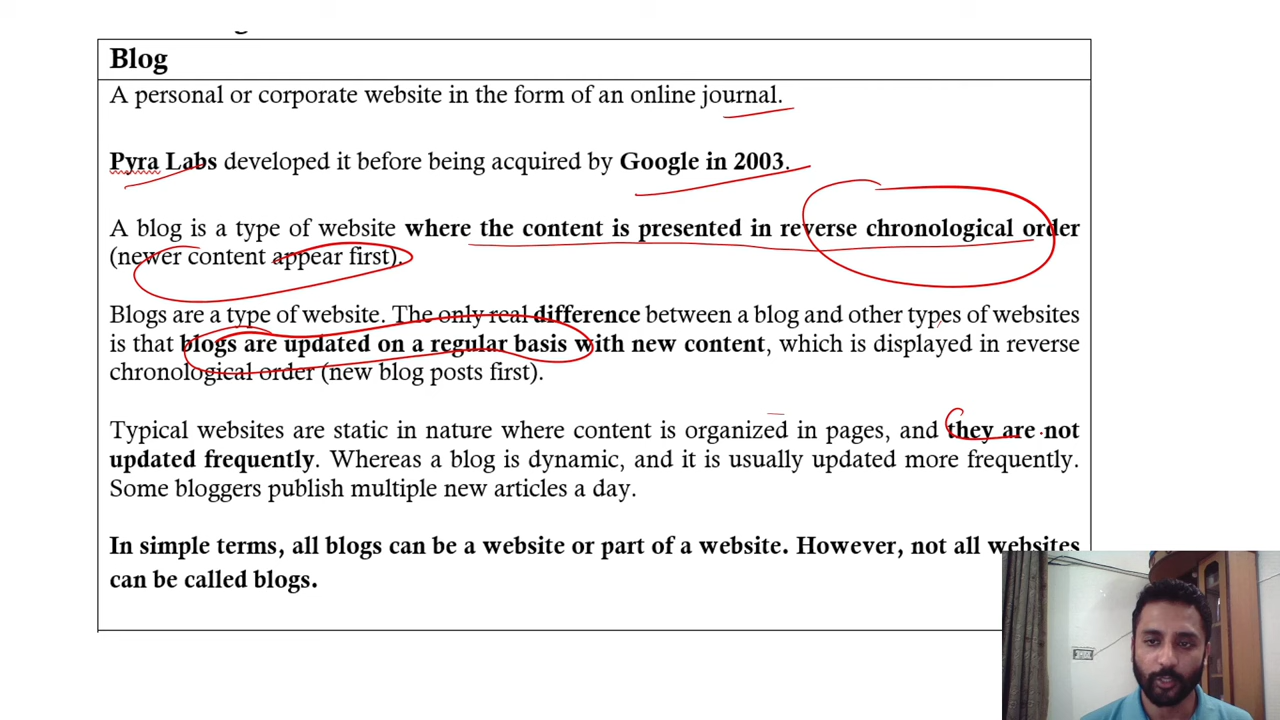 Blog
A personal or corporate website in the form of an online journal.
Pyra Labs developed it before being acquired by Google in 2003.
A blog is a type of website where the content is presented in reverse chronological order
(newer content appear first).
Blogs are a type of website. The only real difference between a blog and other types of websites
is that blogs are updated on a regular basis with new content, which is displayed in reverse
chronological order (new blog posts first).
Typical websites are static in nature where content is organized in pages, and they are not
updated frequently. Whereas a blog is dynamic, and it is usually updated more frequently.
Some bloggers publish multiple new articles a day.
In simple terms, all blogs can be a website or part of a website. However, not all websites
can be called blogs.